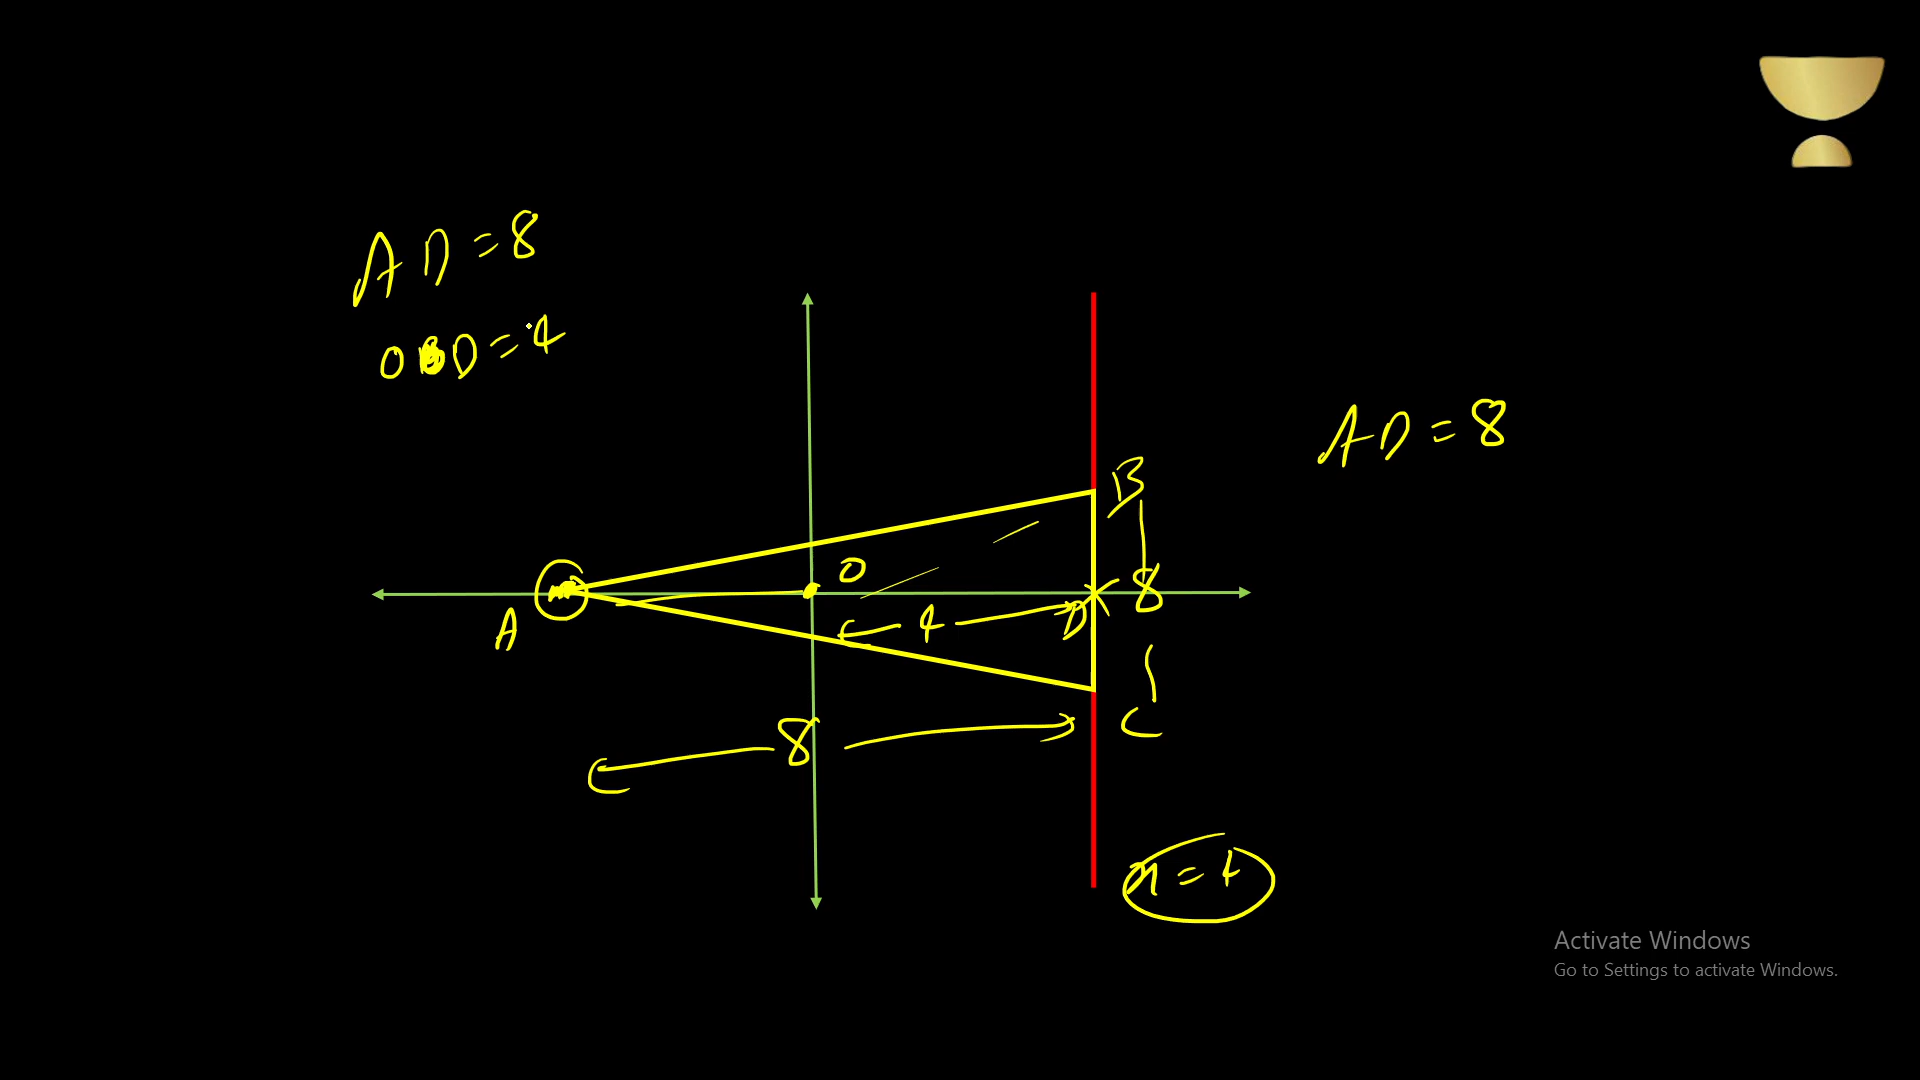 AD=8
OD=4
AD=8
B
O
8
A
4
D
8
C
x=4
Activate Windows
Go to Settings to activate Windows.